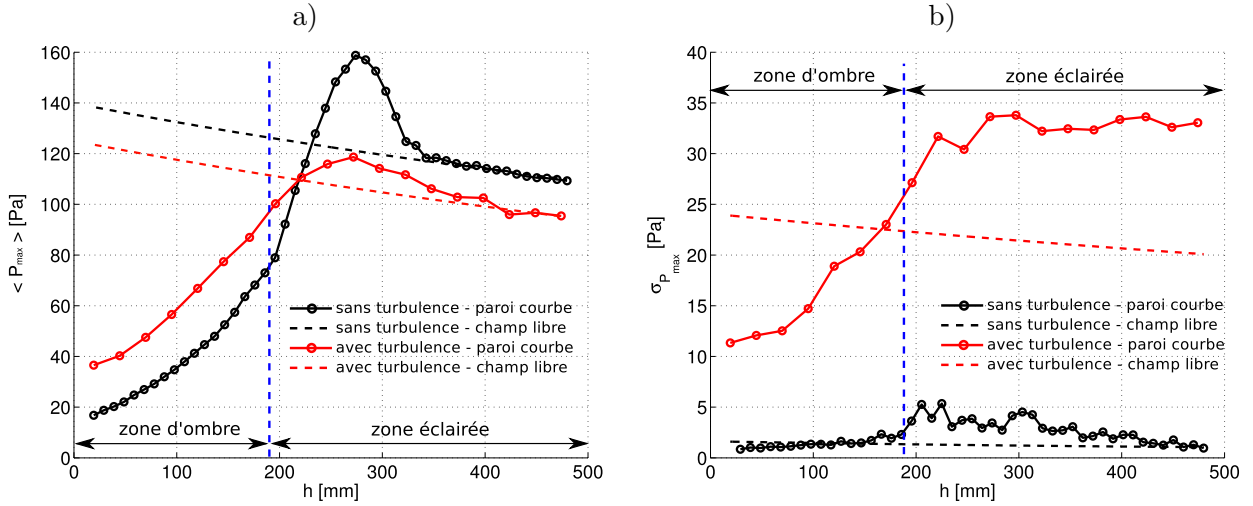 a)
160
140
120
100
80
60
40
20
0
< Pmax > [Pa]
sans turbulence - paroi courbe
sans turbulence - champ libre
avec turbulence - paroi courbe
avec turbulence - champ libre
zone d'ombre
zone éclairée
0 100 200 300 400 500
h [mm]
b)
40
35
30
25
20
15
10
5
0
σPmax [Pa]
zone d'ombre
zone éclairée
sans turbulence - paroi courbe
sans turbulence - champ libre
avec turbulence - paroi courbe
avec turbulence - champ libre
0 100 200 300 400 500
h [mm]